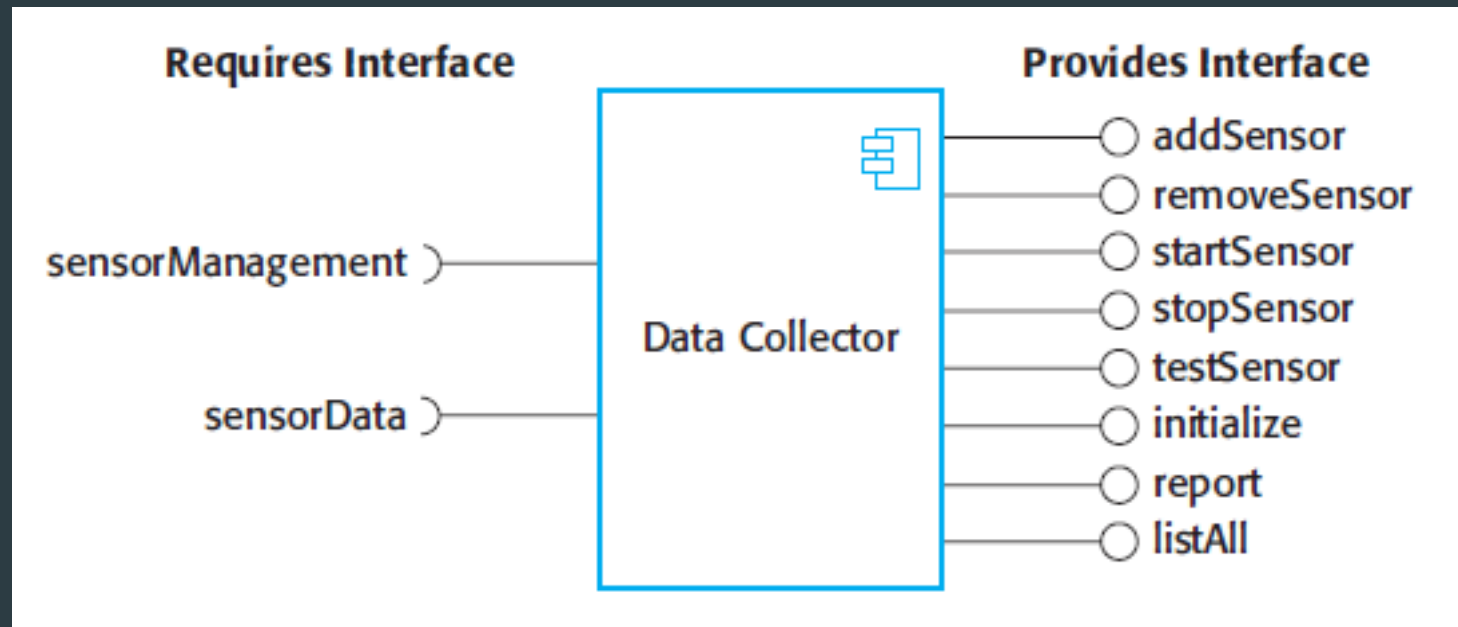 Requires Interface
Provides Interface
addSensor
removeSensor
startSensor
stopSensor
testSensor
initialize
report
listAll
sensorManagement
sensorData
Data Collector